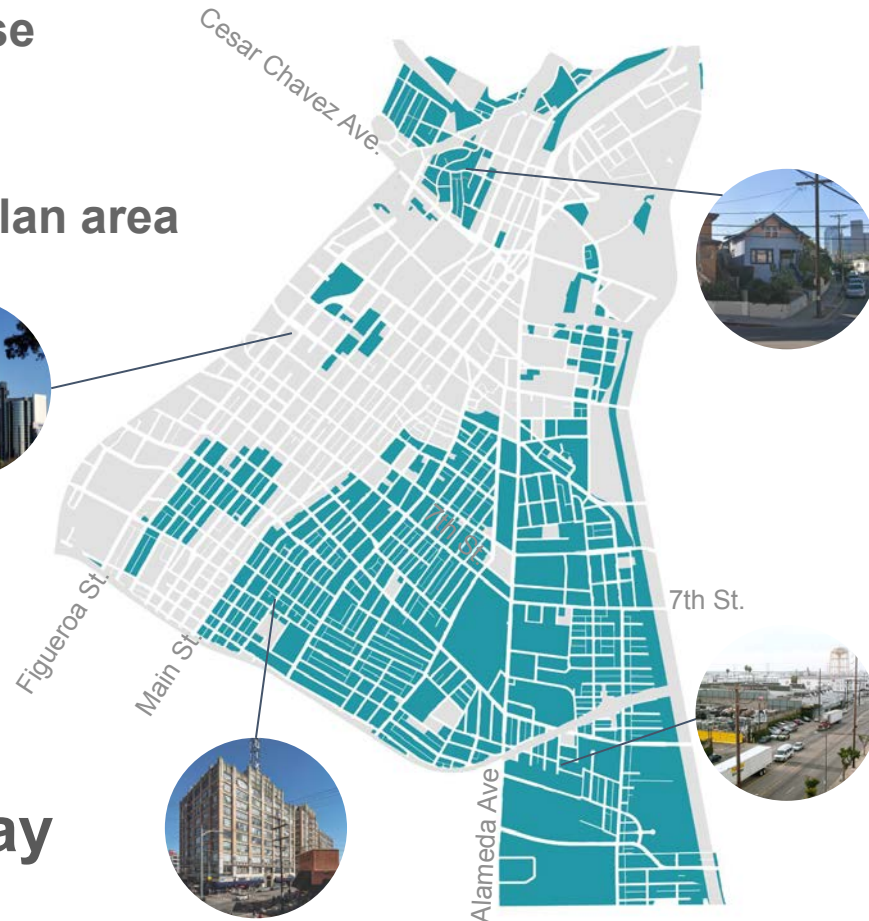 se
Cesar Chavez Ave.
lan area
7th St.
7th St.
Figueroa St.
Main St.
Alameda Ave
ay